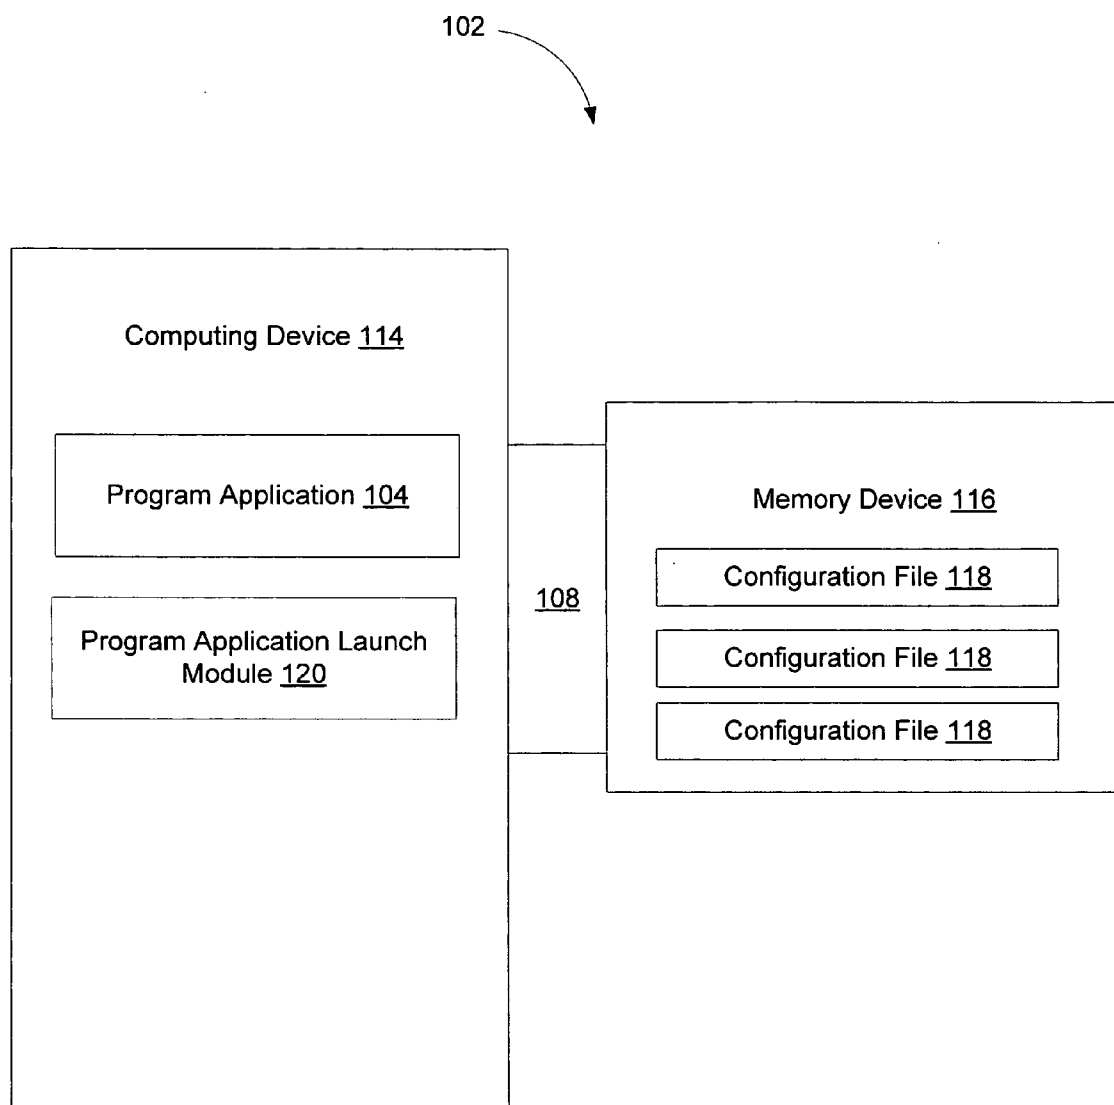 102
Computing Device 114
Program Application 104
Program Application Launch
Module 120
108
Memory Device 116
Configuration File 118
Configuration File 118
Configuration File 118